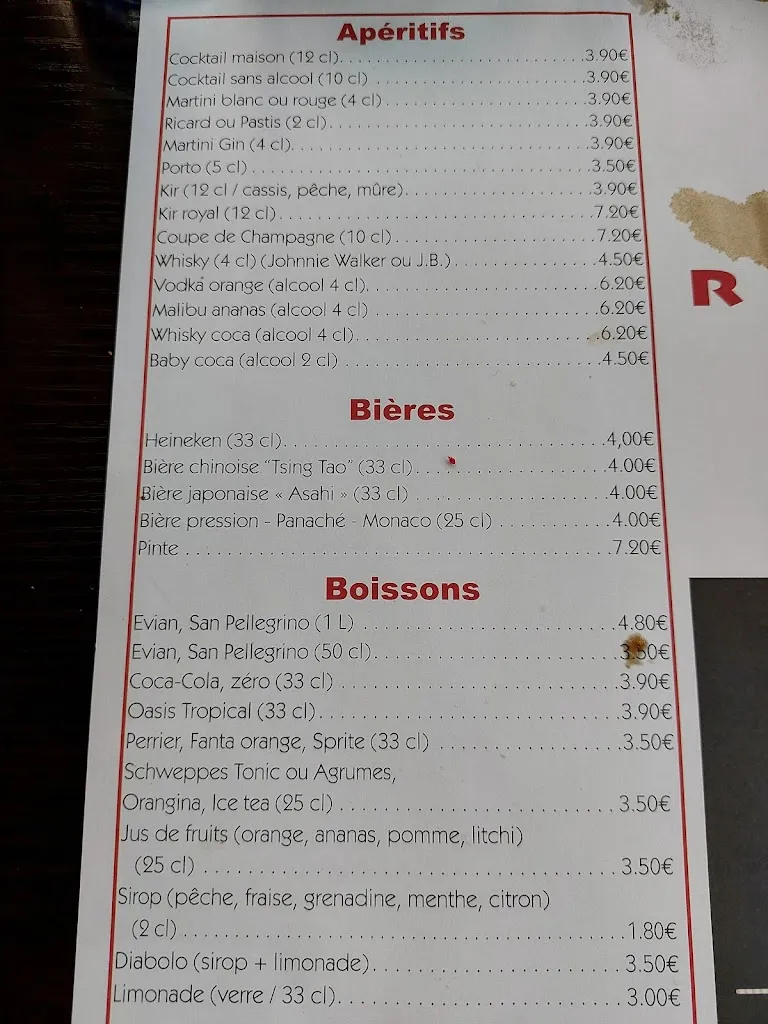 Apéritifs
Cocktail maison (12 cl). . . . . . . . . . . . . . . . . . . . . . . . . . .3.90€
Cocktail sans alcool (10 cl) . . . . . . . . . . . . . . . . . . . . . . . .3.90€
Martini blanc ou rouge (4 cl) . . . . . . . . . . . . . . . . . . . . . . .3.90€
Ricard ou Pastis (2 cl). . . . . . . . . . . . . . . . . . . . . . . . . . . . .3.90€
Martini Gin (4 cl). . . . . . . . . . . . . . . . . . . . . . . . . . . . . . . . .3.90€
Porto (5 cl) . . . . . . . . . . . . . . . . . . . . . . . . . . . . . . . . . . . . .3.50€
Kir (12 cl / cassis, pêche, mûre). . . . . . . . . . . . . . . . . . . . .3.90€
Kir royal (12 cl) . . . . . . . . . . . . . . . . . . . . . . . . . . . . . . . . . .7.20€
Coupe de Champagne (10 cl) . . . . . . . . . . . . . . . . . . . . . .7.20€
Whisky (4 cl) (Johnnie Walker ou J.B.) . . . . . . . . . . . . . . . .4.50€
Vodka orange (alcool 4 cl). . . . . . . . . . . . . . . . . . . . . . . . .6.20€
Malibu ananas (alcool 4 cl) . . . . . . . . . . . . . . . . . . . . . . . .6.20€
Whisky coca (alcool 4 cl). . . . . . . . . . . . . . . . . . . . . . . . . .6.20€
Baby coca (alcool 2 cl) . . . . . . . . . . . . . . . . . . . . . . . . . . .4.50€
Bières
Heineken (33 cl). . . . . . . . . . . . . . . . . . . . . . . . . . . . . . . . .4,00€
Bière chinoise "Tsing Tao" (33 cl) . . . . . . . . . . . . . . . . . . .4.00€
Bière japonaise « Asahi » (33 cl) . . . . . . . . . . . . . . . . . . .4.00€
Bière pression - Panaché - Monaco (25 cl) . . . . . . . . . . .4.00€
Pinte . . . . . . . . . . . . . . . . . . . . . . . . . . . . . . . . . . . . . . . . .7.20€
R
Boissons
Evian, San Pellegrino (1 L) . . . . . . . . . . . . . . . . . . . . . . . .4.80€
Evian, San Pellegrino (50 cl). . . . . . . . . . . . . . . . . . . . . . .3.50€
Coca-Cola, zéro (33 cl) . . . . . . . . . . . . . . . . . . . . . . . . . .3.90€
Oasis Tropical (33 cl). . . . . . . . . . . . . . . . . . . . . . . . . . . .3.90€
Perrier, Fanta orange, Sprite (33 cl) . . . . . . . . . . . . . . . . .3.50€
Schweppes Tonic ou Agrumes,
Orangina, Ice tea (25 cl) . . . . . . . . . . . . . . . . . . . . . . . . .3.50€
Jus de fruits (orange, ananas, pomme, litchi)
(25 cl) . . . . . . . . . . . . . . . . . . . . . . . . . . . . . . . . . . . . . . .3.50€
Sirop (pêche, fraise, grenadine, menthe, citron)
(2 cl) . . . . . . . . . . . . . . . . . . . . . . . . . . . . . . . . . . . . . . . .1.80€
Diabolo (sirop + limonade). . . . . . . . . . . . . . . . . . . . . . . .3.50€
Limonade (verre / 33 cl). . . . . . . . . . . . . . . . . . . . . . . . . .3.00€